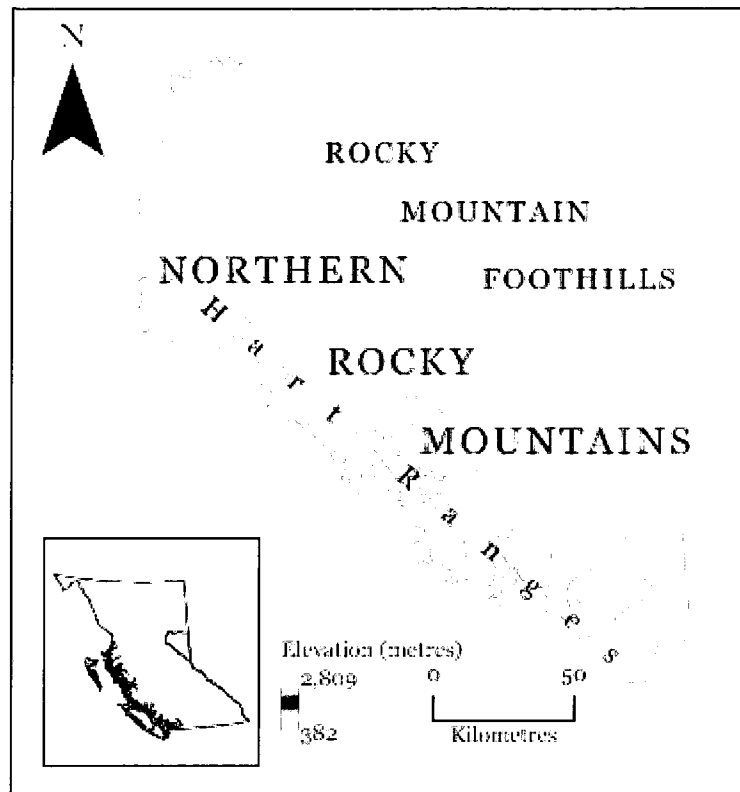 N
ROCKY
MOUNTAIN
NORTHERN
FOOTHILLS
Hart Ranges
ROCKY
MOUNTAINS
Elevation (metres)
2,809
382
0 50
Kilometres